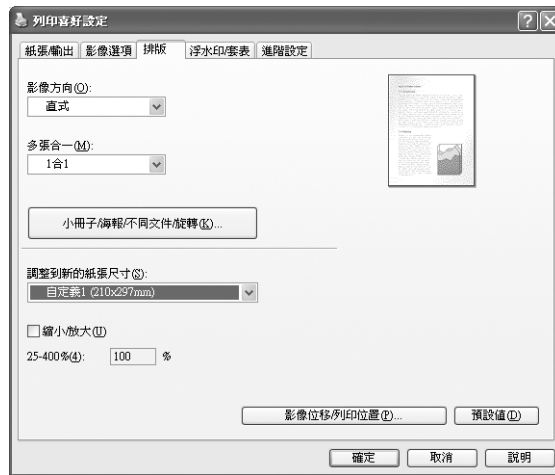 列印喜好設定
紙張/輸出 影像選項 排版 浮水印/套表 進階設定
影像方向(O):
直式
多張合一(M):
1合1
小冊子/海報/不同文件/旋轉(K)...
調整到新的紙張尺寸(S):
自定義1 (210x297mm)
縮小/放大(U)
25-400%(4): 100 %
影像位移/列印位置(P)... 預設值(D)
確定 取消 說明